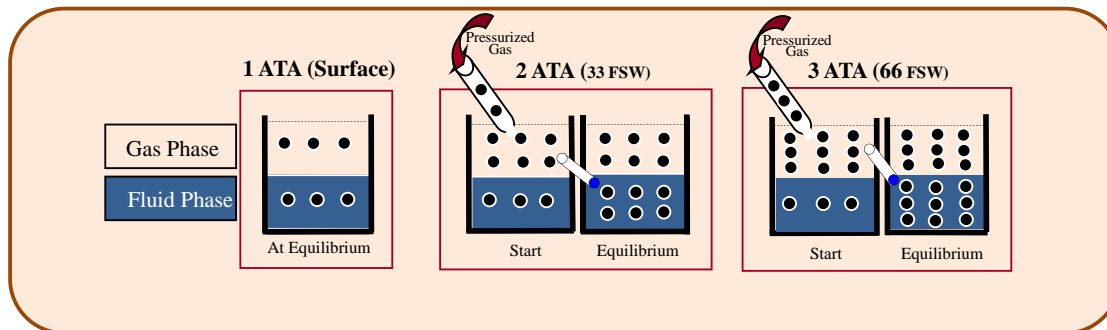 Pressurized
Gas
Pressurized
Gas
1 ATA (Surface)
2 ATA (33 FSW)
3 ATA (66 FSW)
Gas Phase
Fluid Phase
At Equilibrium
Start
Equilibrium
Start
Equilibrium